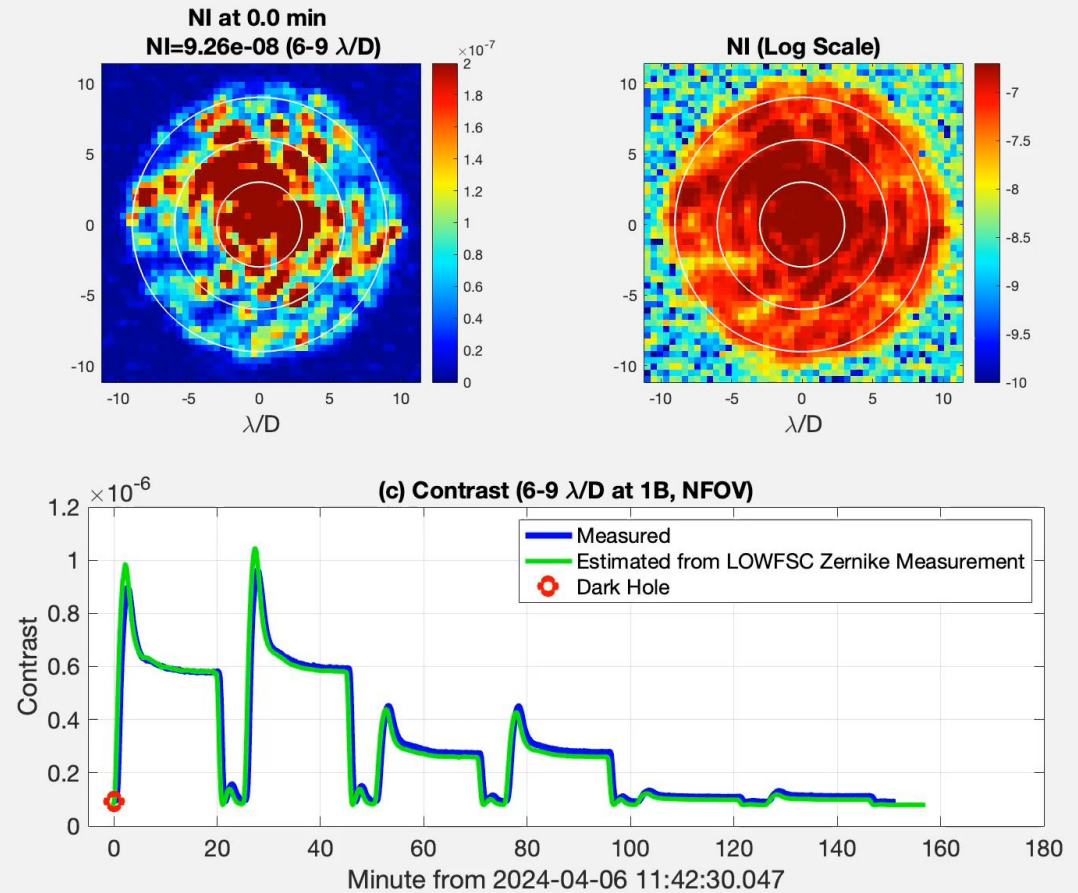 NI at 0.0 min
NI=9.26e-08 (6-9 λ/D)
×10⁻⁷
10
5
0
-5
-10
-10 -5 0 5 10
λ/D
2
1.8
1.6
1.4
1.2
1
0.8
0.6
0.4
0.2
0
NI (Log Scale)
10
5
0
-5
-10
-10 -5 0 5 10
λ/D
-7
-7.5
-8
-8.5
-9
-9.5
-10
(c) Contrast (6-9 λ/D at 1B, NFOV)
×10⁻⁶
1.2
1
0.8
0.6
0.4
0.2
0
Contrast
Measured
Estimated from LOWFSC Zernike Measurement
Dark Hole
0 20 40 60 80 100 120 140 160 180
Minute from 2024-04-06 11:42:30.047